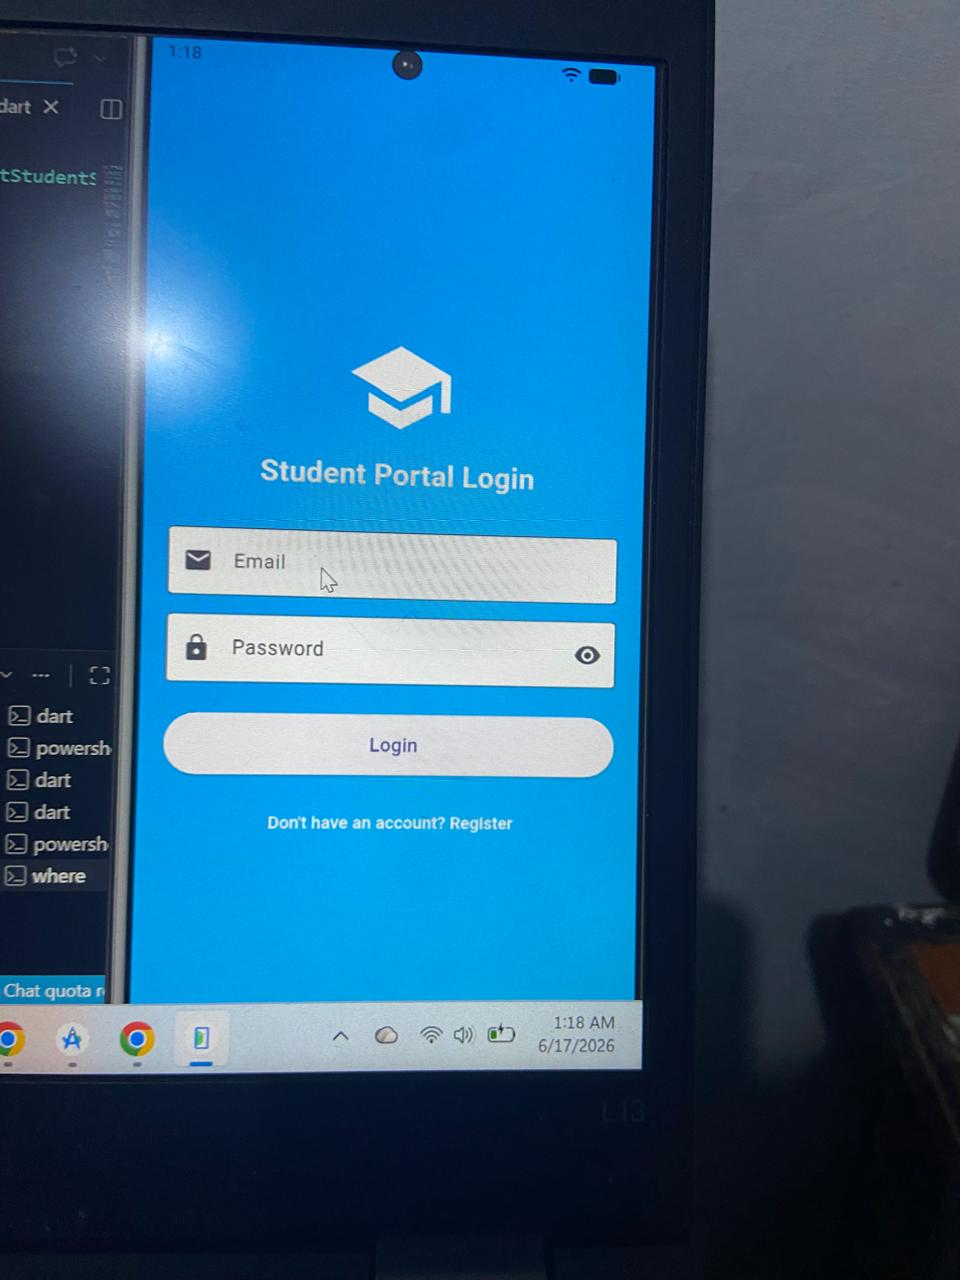 dart
tStudentS
1:18
Student Portal Login
Email
Password
Login
Don't have an account? Register
dart
powersh
dart
dart
powersh
where
Chat quota r
1:18 AM
6/17/2026
L13